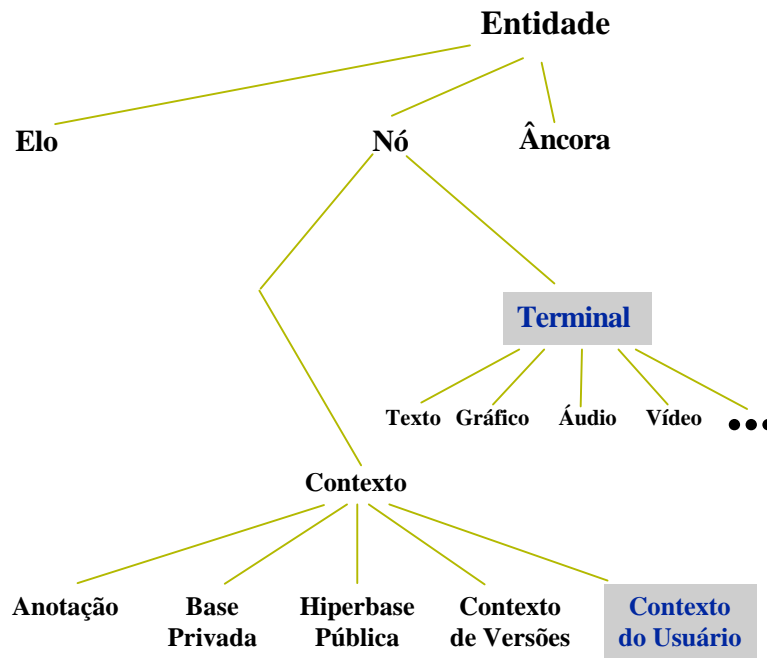 Entidade
Elo
Nó
Âncora
Terminal
Texto
Gráfico
Áudio
Vídeo
•••
Contexto
Anotação
Base
Privada
Hiperbase
Pública
Contexto
de Versões
Contexto
do Usuário